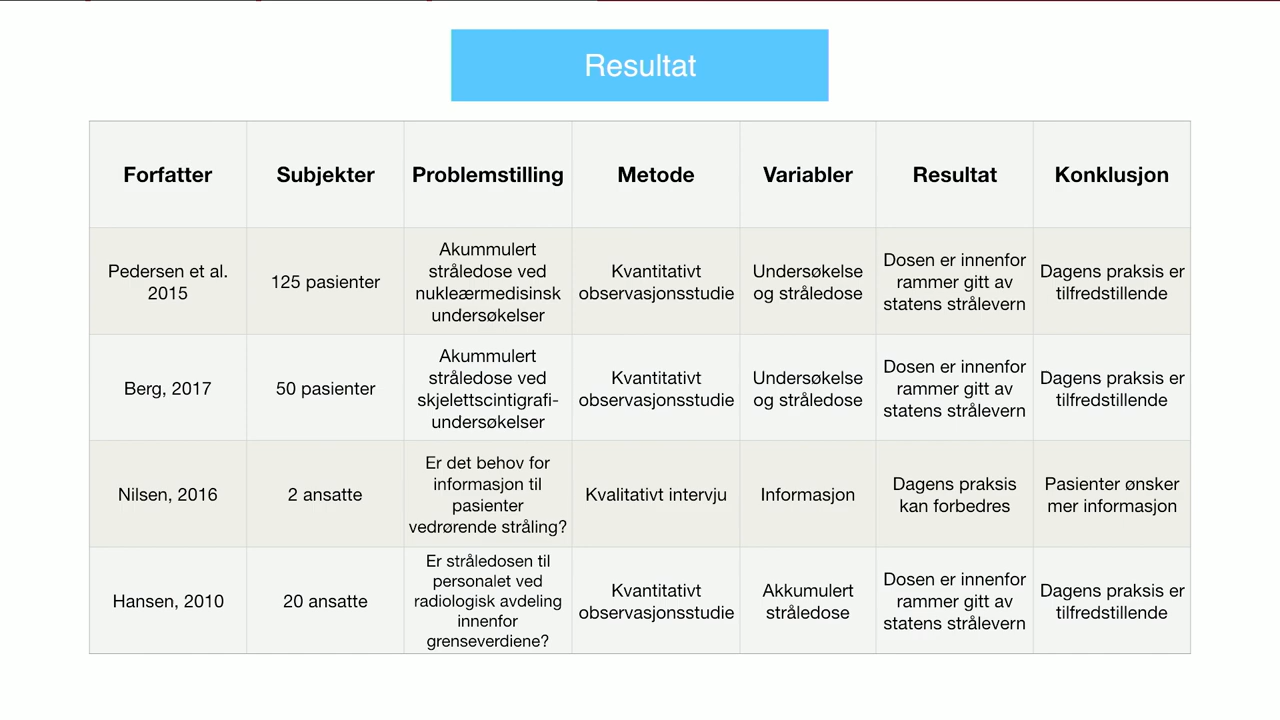 Resultat
Forfatter Subjekter Problemstilling Metode Variabler Resultat Konklusjon
Pedersen et al.
2015
125 pasienter
Akummulert
stråledose ved
nukleærmedisinsk
undersøkelser
Kvantitativt
observasjonsstudie
Undersøkelse
og stråledose
Dosen er innenfor
rammer gitt av
statens strålevern
Dagens praksis er
tilfredstillende
Berg, 2017
50 pasienter
Akummulert
stråledose ved
skjelettscintigrafi-
undersøkelser
Kvantitativt
observasjonsstudie
Undersøkelse
og stråledose
Dosen er innenfor
rammer gitt av
statens strålevern
Dagens praksis er
tilfredstillende
Nilsen, 2016
2 ansatte
Er det behov for
informasjon til
pasienter
vedrørende stråling?
Kvalitativt intervju
Informasjon
Dagens praksis
kan forbedres
Pasienter ønsker
mer informasjon
Hansen, 2010
20 ansatte
Er stråledosen til
personalet ved
radiologisk avdeling
innenfor
grenseverdiene?
Kvantitativt
observasjonsstudie
Akkumulert
stråledose
Dosen er innenfor
rammer gitt av
statens strålevern
Dagens praksis er
tilfredstillende